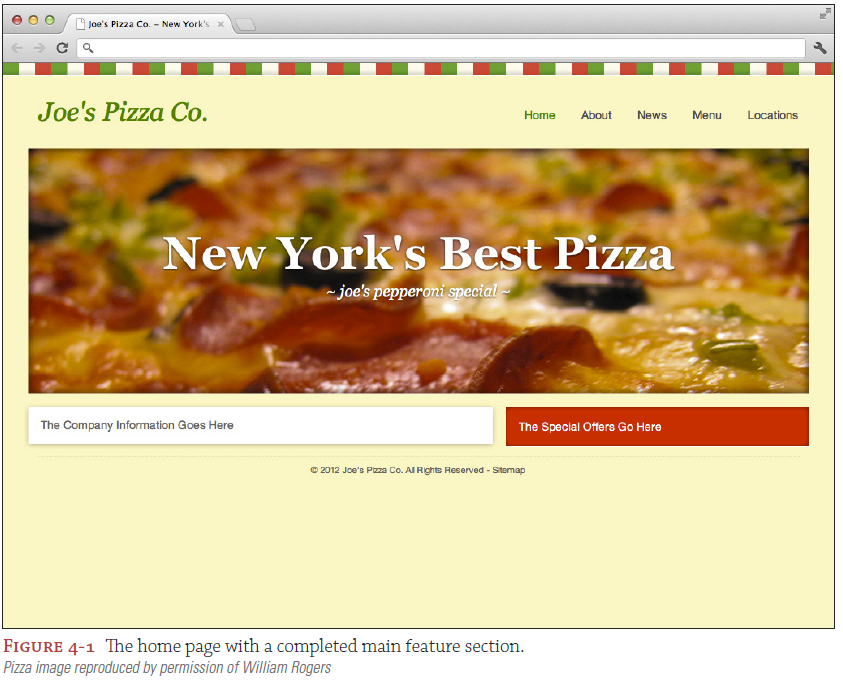 Joe's Pizza Co. – New York's
Joe's Pizza Co.
Home About News Menu Locations
New York's Best Pizza
~ joe's pepperoni special ~
The Company Information Goes Here
The Special Offers Go Here
© 2012 Joe's Pizza Co. All Rights Reserved - Sitemap
Figure 4-1 The home page with a completed main feature section.
Pizza image reproduced by permission of William Rogers